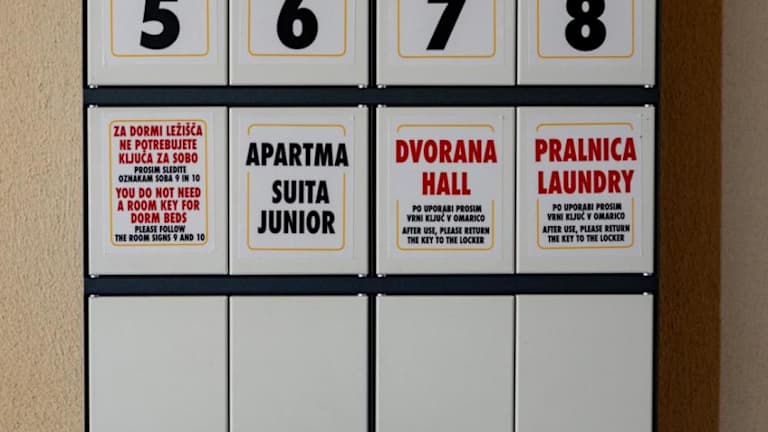 5
6
7
8
ZA DORMI LEŽIŠČA
NE POTREBUJETE
KLJUČA ZA SOBO
PROSIM SLEDITE
OZNAKAM SOBA 9 IN 10
YOU DO NOT NEED
A ROOM KEY FOR
DORM BEDS
PLEASE FOLLOW
THE ROOM SIGNS 9 AND 10
APARTMA
SUITA
JUNIOR
DVORANA
HALL
PO UPORABI PROSIM
VRNI KLJUČ V OMARICO
AFTER USE, PLEASE RETURN
THE KEY TO THE LOCKER
PRALNICA
LAUNDRY
PO UPORABI PROSIM
VRNI KLJUČ V OMARICO
AFTER USE, PLEASE RETURN
THE KEY TO THE LOCKER